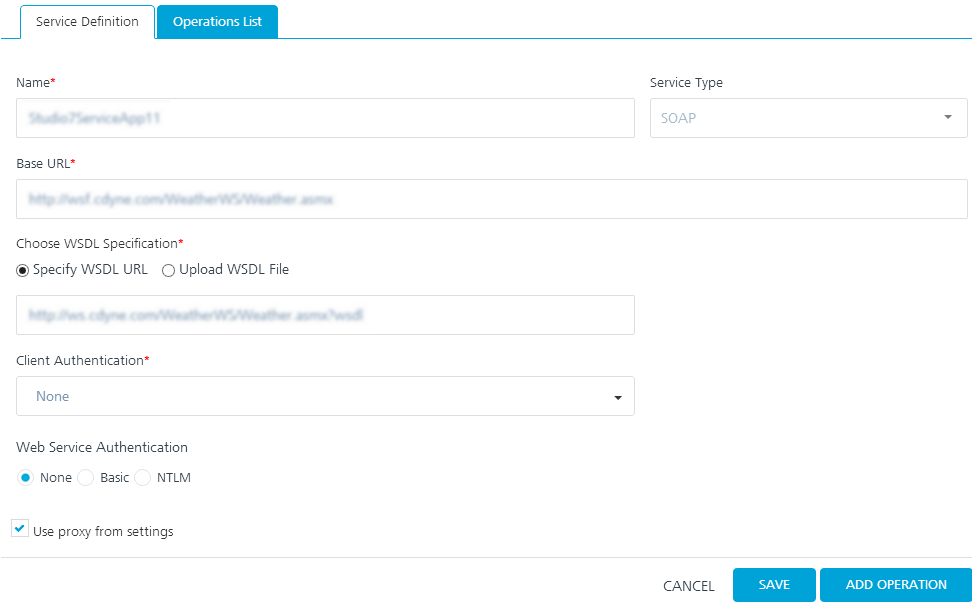 Service Definition Operations List
Name* Service Type
Studio7ServiceApp11 SOAP
Base URL*
http://wsf.cdyne.com/WeatherWS/Weather.asmx
Choose WSDL Specification*
Specify WSDL URL Upload WSDL File
http://ws.cdyne.com/WeatherWS/Weather.asmx?wsdl
Client Authentication*
None
Web Service Authentication
None Basic NTLM
Use proxy from settings
CANCEL SAVE ADD OPERATION